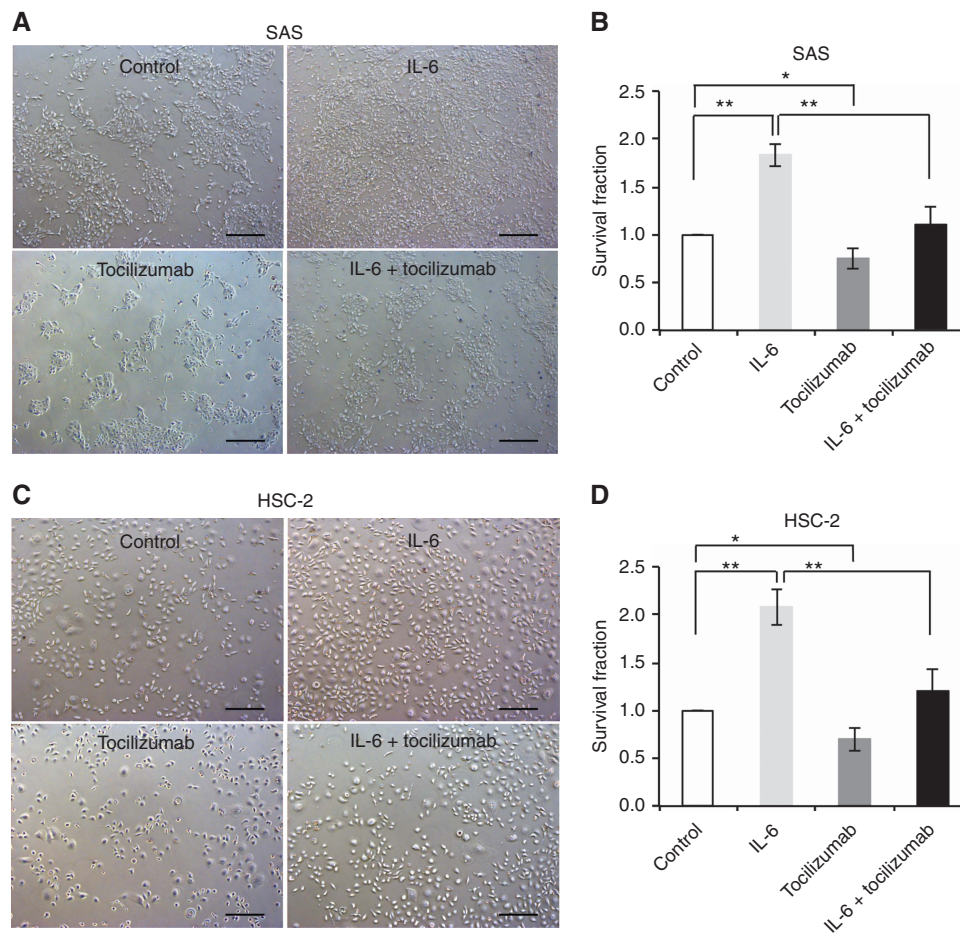 A
SAS
Control
IL-6
Tocilizumab
IL-6 + tocilizumab
B
SAS
*
**
**
Survival fraction
2.5
2.0
1.5
1.0
0.5
0.0
Control
IL-6
Tocilizumab
IL-6 + tocilizumab
C
HSC-2
Control
IL-6
Tocilizumab
IL-6 + tocilizumab
D
HSC-2
*
**
**
Survival fraction
2.5
2.0
1.5
1.0
0.5
0.0
Control
IL-6
Tocilizumab
IL-6 + tocilizumab